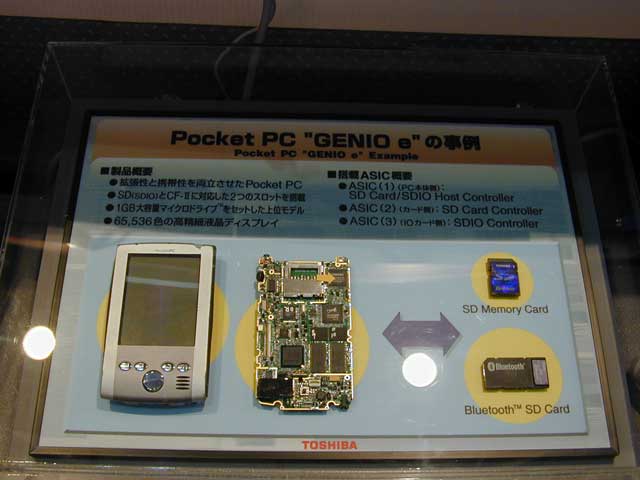 Pocket PC "GENIO e"の事例
Pocket PC "GENIO e" Example
■製品概要
●拡張性と携帯性を両立させたPocket PC
●SD(SDIO)とCF-Ⅱに対応した2つのスロットを搭載
●1GB大容量マイクロドライブ™をセットした上位モデル
●65,536色の高精細液晶ディスプレイ
■搭載ASIC概要
●ASIC(1)(PC本体側):
SD Card/SDIO Host Controller
●ASIC(2)(カード側): SD Card Controller
●ASIC(3)(IOカード側): SDIO Controller
TOSHIBA
SD Memory Card
Bluetooth
Bluetooth™ SD Card
TOSHIBA